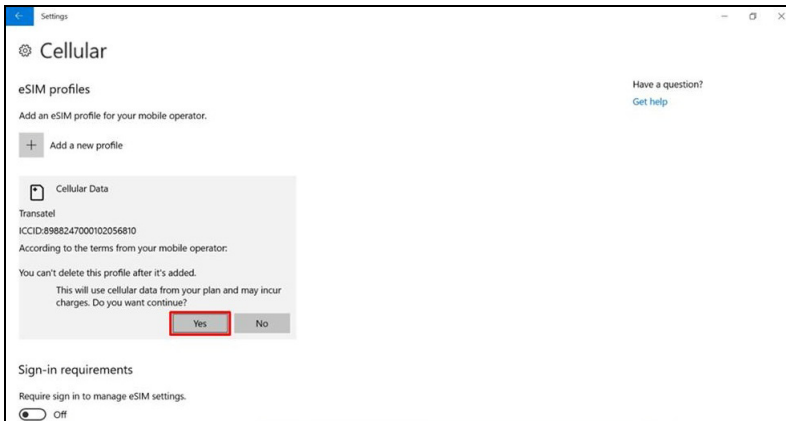 Settings
Cellular
eSIM profiles
Add an eSIM profile for your mobile operator.
Add a new profile
Cellular Data
Transatel
ICCID:8988247000102056810
According to the terms from your mobile operator:
You can't delete this profile after it's added.
This will use cellular data from your plan and may incur
charges. Do you want continue?
Yes No
Sign-in requirements
Require sign in to manage eSIM settings.
Off
Have a question?
Get help